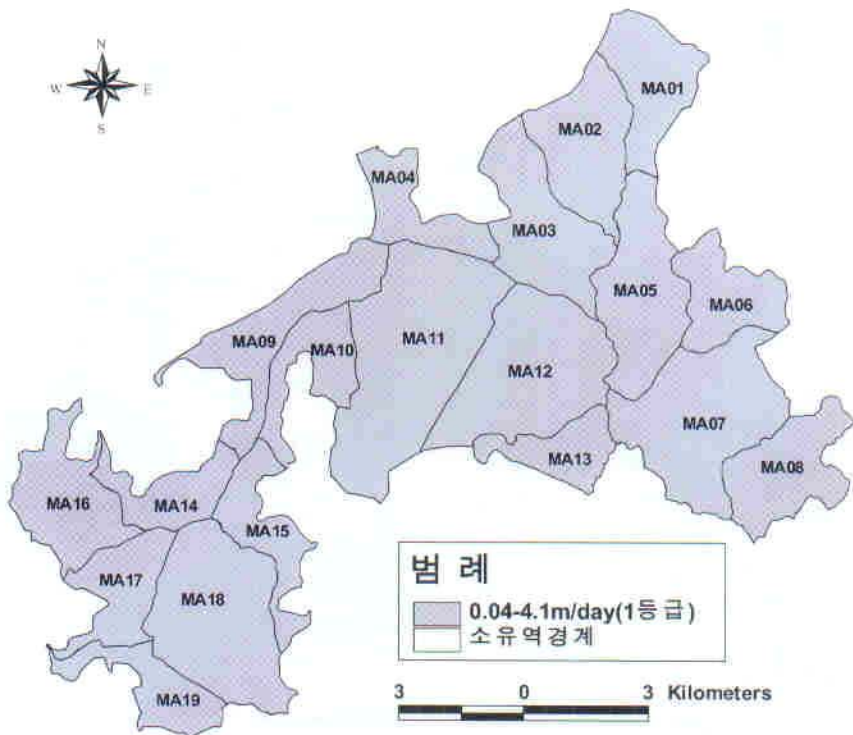 N
W E
S
MA01
MA02
MA04
MA03
MA05
MA06
MA09
MA10
MA11
MA12
MA07
MA13
MA08
MA16
MA14
MA15
MA17
MA18
MA19
범 례
0.04-4.1m/day(1등급)
소유역경계
3 0 3 Kilometers